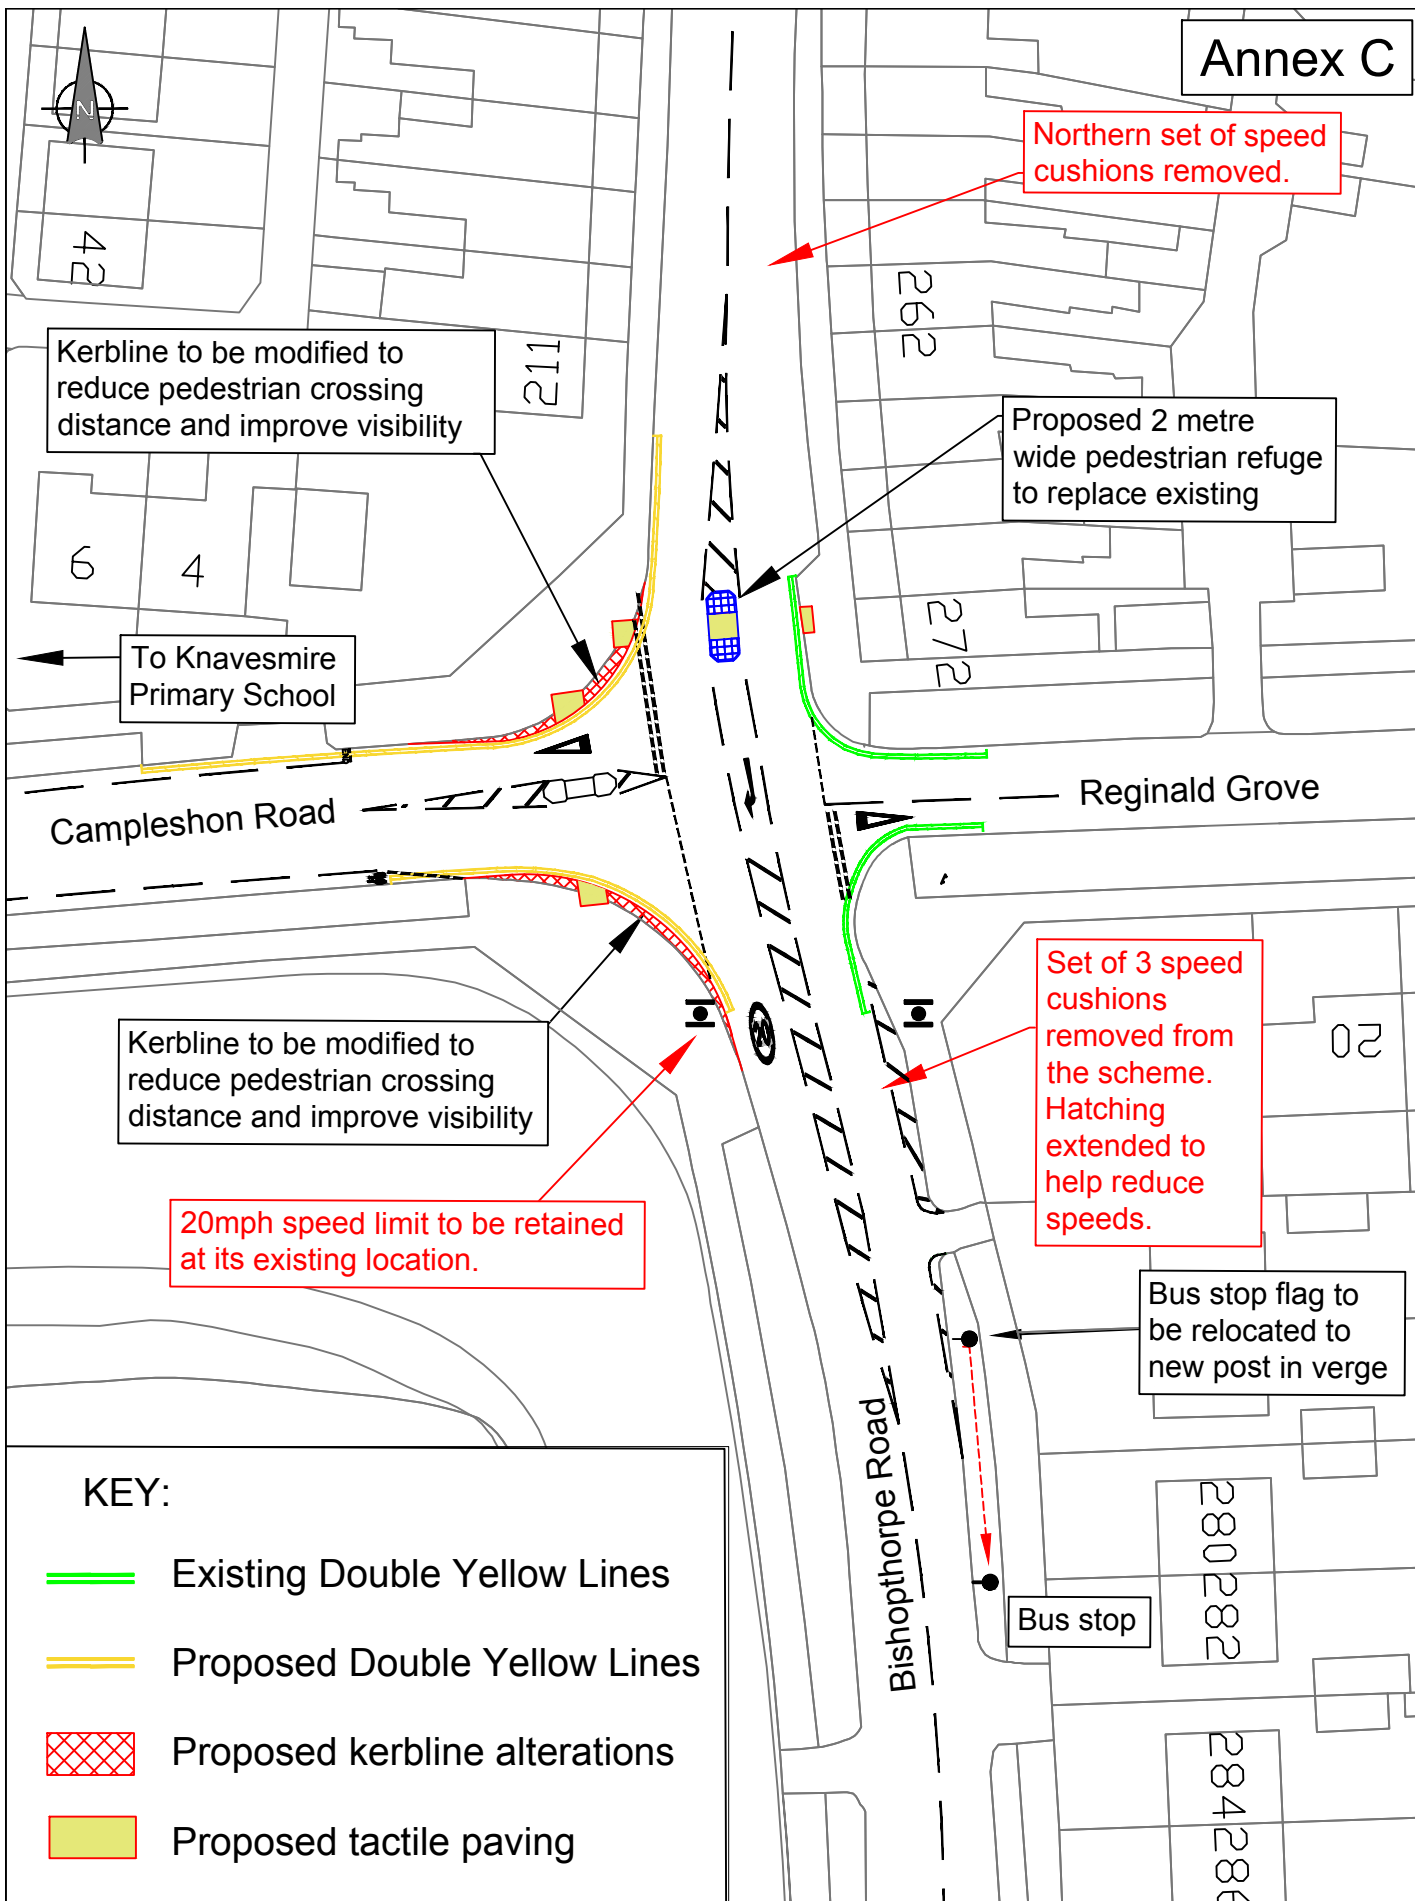 Annex C
N
Northern set of speed
cushions removed.
42
262
211
Kerbline to be modified to
reduce pedestrian crossing
distance and improve visibility
Proposed 2 metre
wide pedestrian refuge
to replace existing
6
4
272
To Knavesmire
Primary School
Campleshon Road
Reginald Grove
Set of 3 speed
cushions
removed from
the scheme.
Hatching
extended to
help reduce
speeds.
20
20
Kerbline to be modified to
reduce pedestrian crossing
distance and improve visibility
20mph speed limit to be retained
at its existing location.
Bus stop flag to
be relocated to
new post in verge
Bishopthorpe Road
280
282
Bus stop
284
286
KEY:
Existing Double Yellow Lines
Proposed Double Yellow Lines
Proposed kerbline alterations
Proposed tactile paving